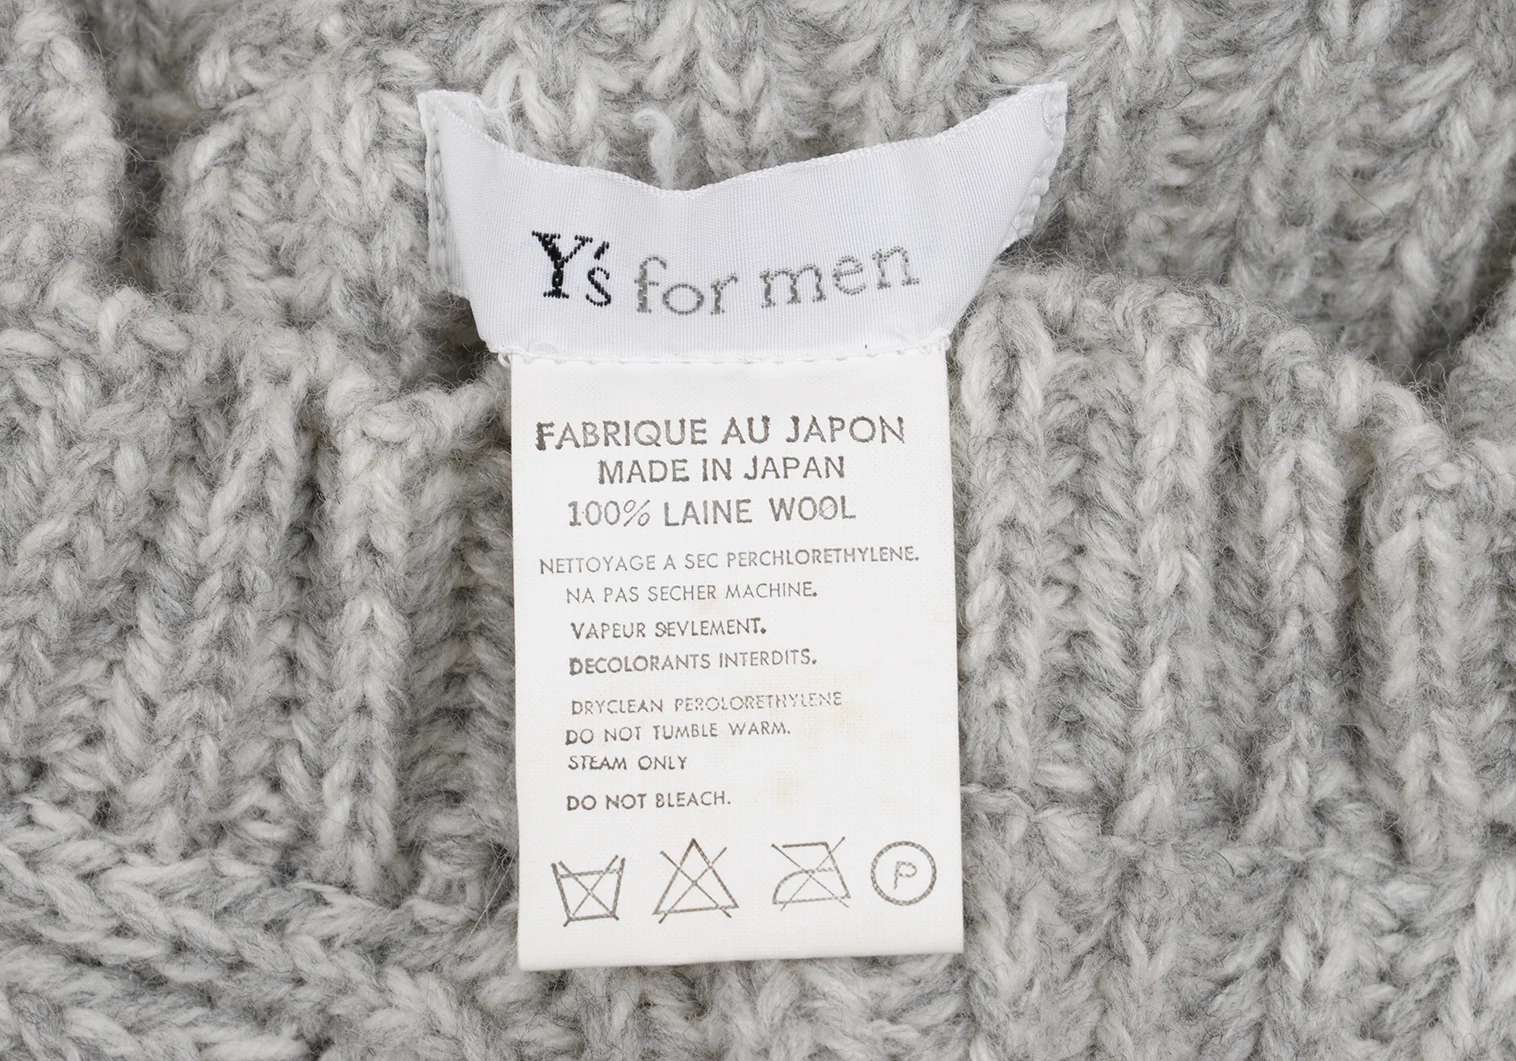 Y's for men
FABRIQUE AU JAPON
MADE IN JAPAN
100% LAINE WOOL
NETTOYAGE A SEC PERCHLORETHYLENE.
NA PAS SECHER MACHINE.
VAPEUR SEVLEMENT.
DECOLORANTS INTERDITS.
DRYCLEAN PEROLORETHYLENE
DO NOT TUMBLE WARM.
STEAM ONLY
DO NOT BLEACH.
P